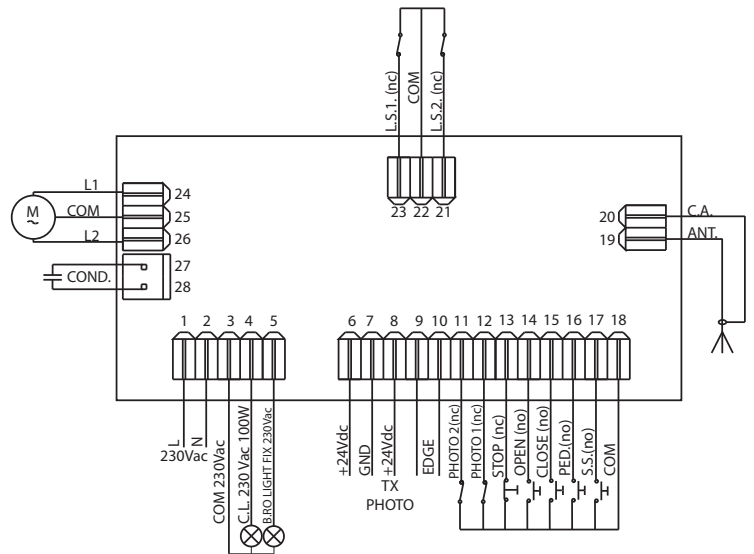 L.S.1. (nc)
COM
L.S.2. (nc)
23 22 21
L1
24
M
~
COM
25
L2
26
27
COND.
28
20
C.A.
19
ANT.
1 2 3 4 5
6 7 8 9 10 11 12 13 14 15 16 17 18
L
N
230Vac
COM 230Vac
C.L. 230 Vac 100W
B.RO LIGHT FIX 230Vac
+24Vdc
GND
+24Vdc
TX
PHOTO
EDGE
PHOTO 2(nc)
PHOTO 1(nc)
STOP (nc)
OPEN (no)
CLOSE (no)
PED.(no)
S.S.(no)
COM